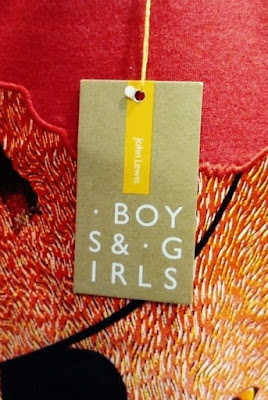 John Lewis
· BOY
S & · G
IRLS